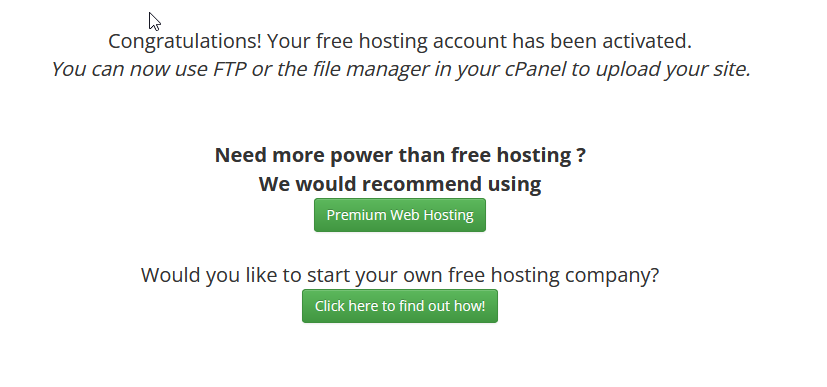 Congratulations! Your free hosting account has been activated.
You can now use FTP or the file manager in your cPanel to upload your site.
Need more power than free hosting ?
We would recommend using
Premium Web Hosting
Would you like to start your own free hosting company?
Click here to find out how!